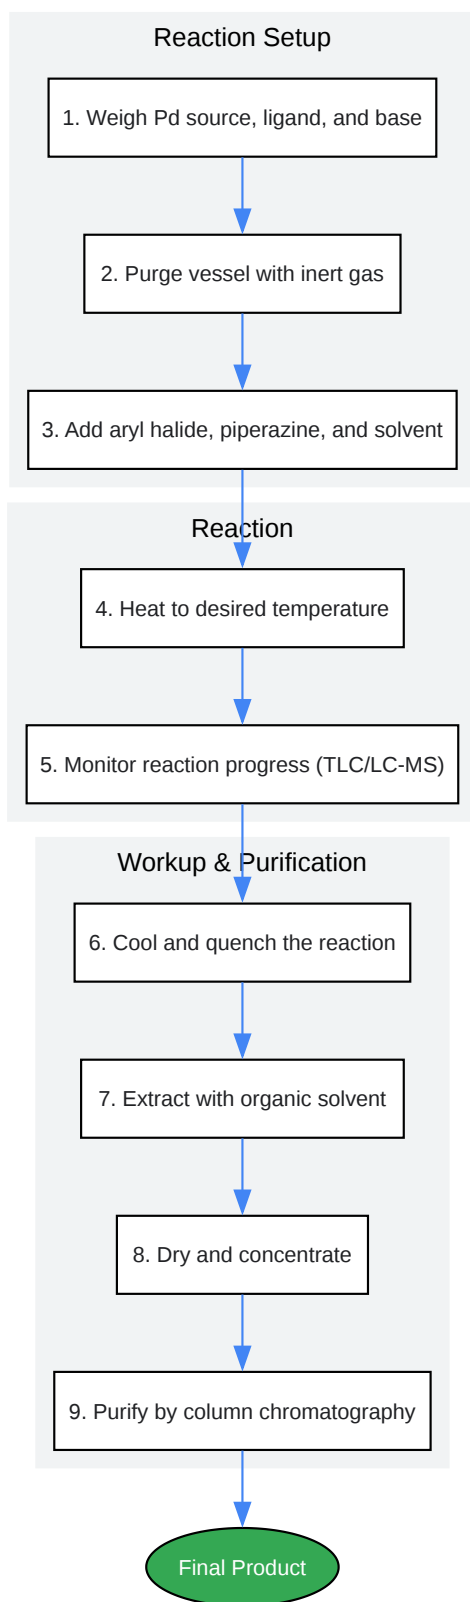 Reaction Setup
1. Weigh Pd source, ligand, and base
2. Purge vessel with inert gas
3. Add aryl halide, piperazine, and solvent
Reaction
4. Heat to desired temperature
5. Monitor reaction progress (TLC/LC-MS)
Workup & Purification
6. Cool and quench the reaction
7. Extract with organic solvent
8. Dry and concentrate
9. Purify by column chromatography
Final Product